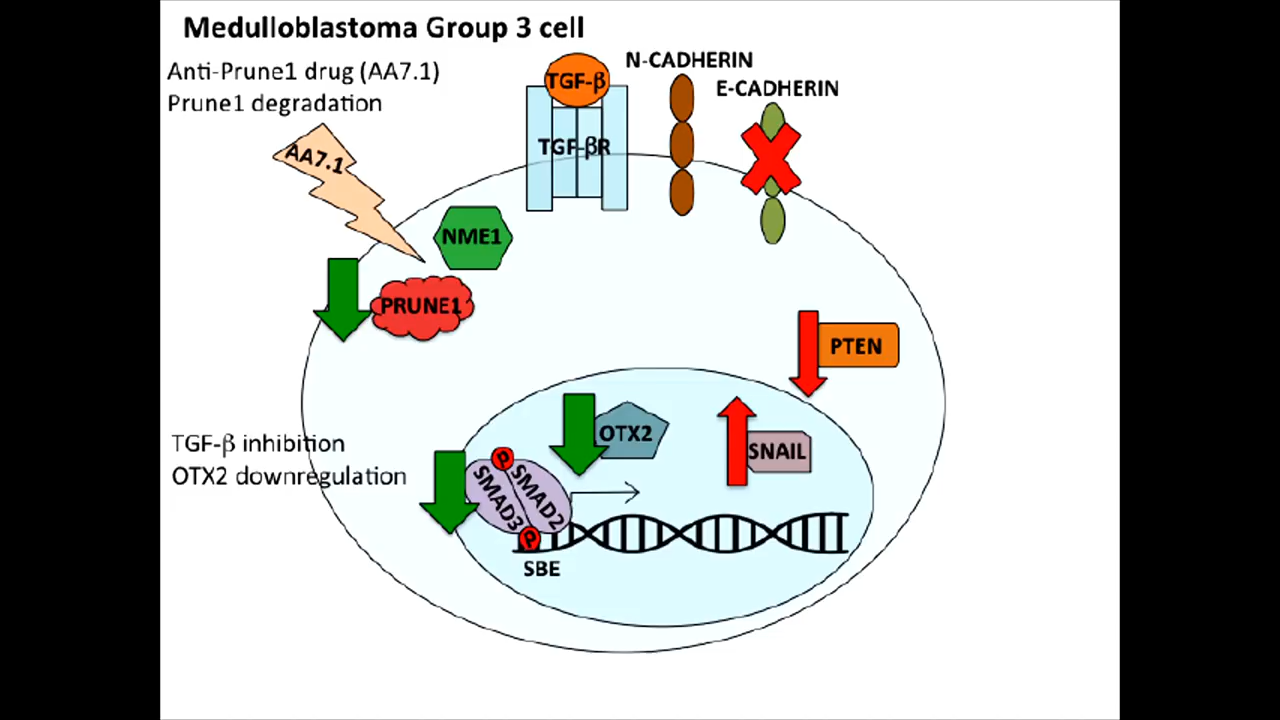 Medulloblastoma Group 3 cell
Anti-Prune1 drug (AA7.1)
Prune1 degradation
AA7.1
TGF-β
TGF-βR
N-CADHERIN
E-CADHERIN
NME1
PRUNE1
PTEN
OTX2
SNAIL
TGF-β inhibition
OTX2 downregulation
P
SMAD3
SMAD2
P
SBE